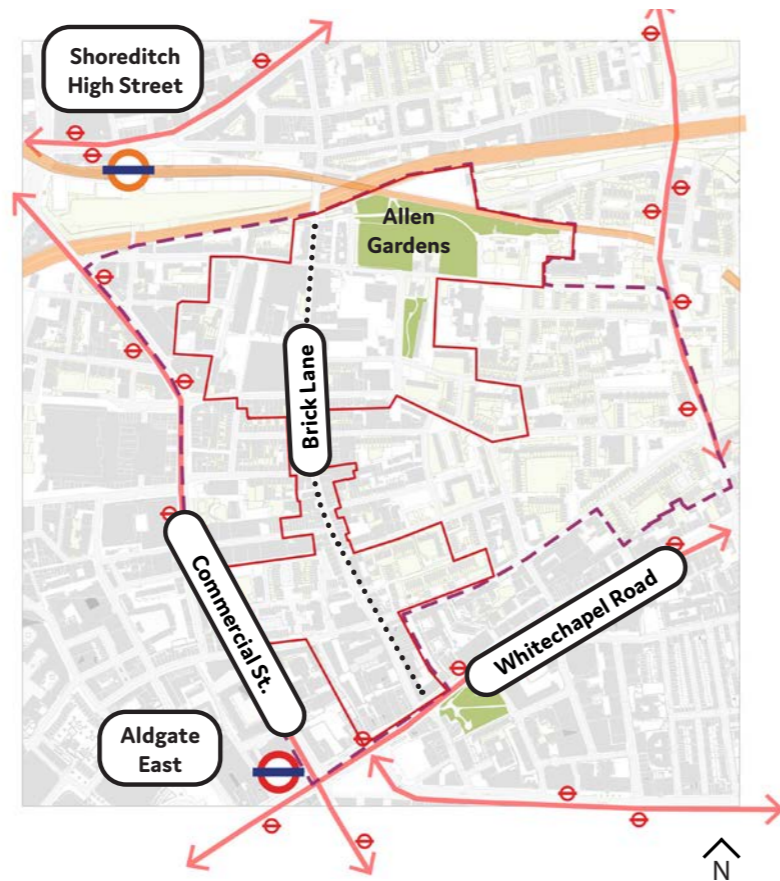 Shoreditch
High Street
Allen
Gardens
Brick Lane
Commercial St.
Whitechapel Road
Aldgate
East
N